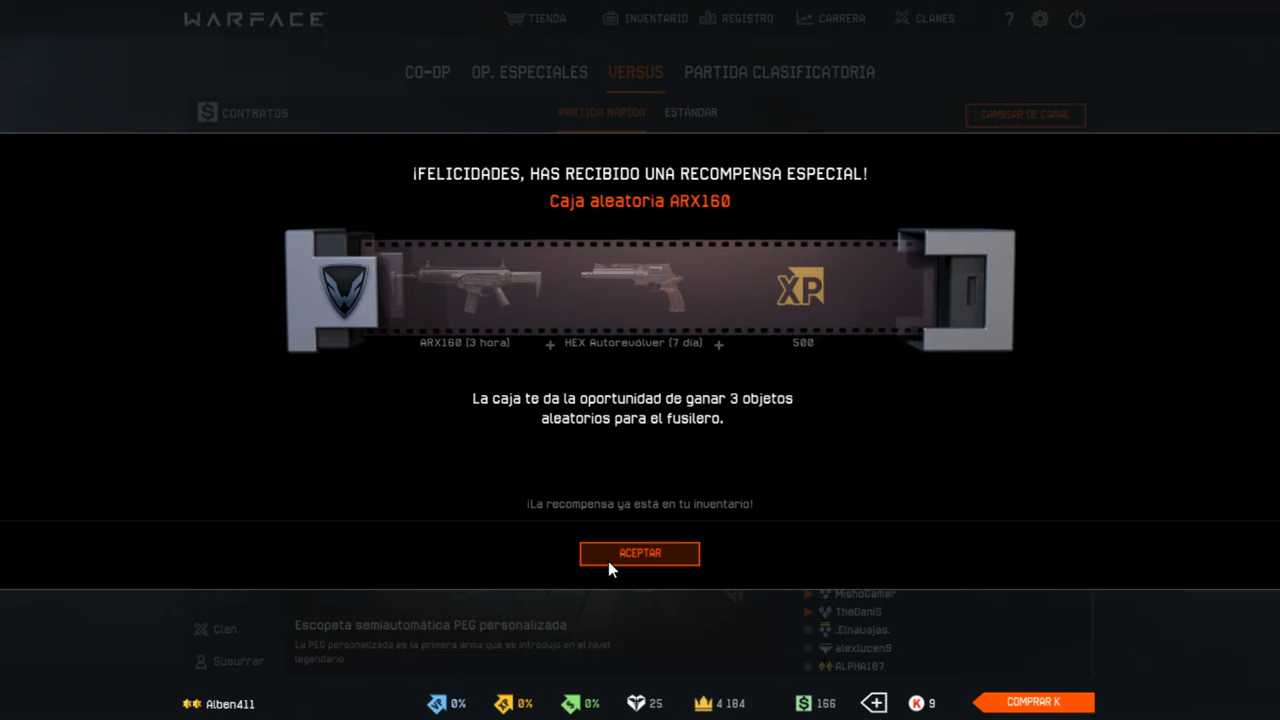 WARFACE
TIENDA INVENTARIO REGISTRO CARRERA CLANES ?
CO-OP OP. ESPECIALES VERSUS PARTIDA CLASIFICATORIA
CONTRATOS PARTIDA RÁPIDA ESTÁNDAR CAMBIAR DE CANAL
¡FELICIDADES, HAS RECIBIDO UNA RECOMPENSA ESPECIAL!
Caja aleatoria ARX160
XP
ARX160 (3 hora) + HEX Autorevólver (7 día) + 500
La caja te da la oportunidad de ganar 3 objetos
aleatorios para el fusilero.
¡La recompensa ya está en tu inventario!
ACEPTAR
MishoGamer
TheDaniS
Clan Escopeta semiautomática PEG personalizada .Elnavajas.
La PEG personalizada es la primera arma que se introdujo en el nivel alexlucen9
legendario
Susurrar ALPHA187
Alben411 0% 0% 0% 25 4 184 166 K 9 COMPRAR K